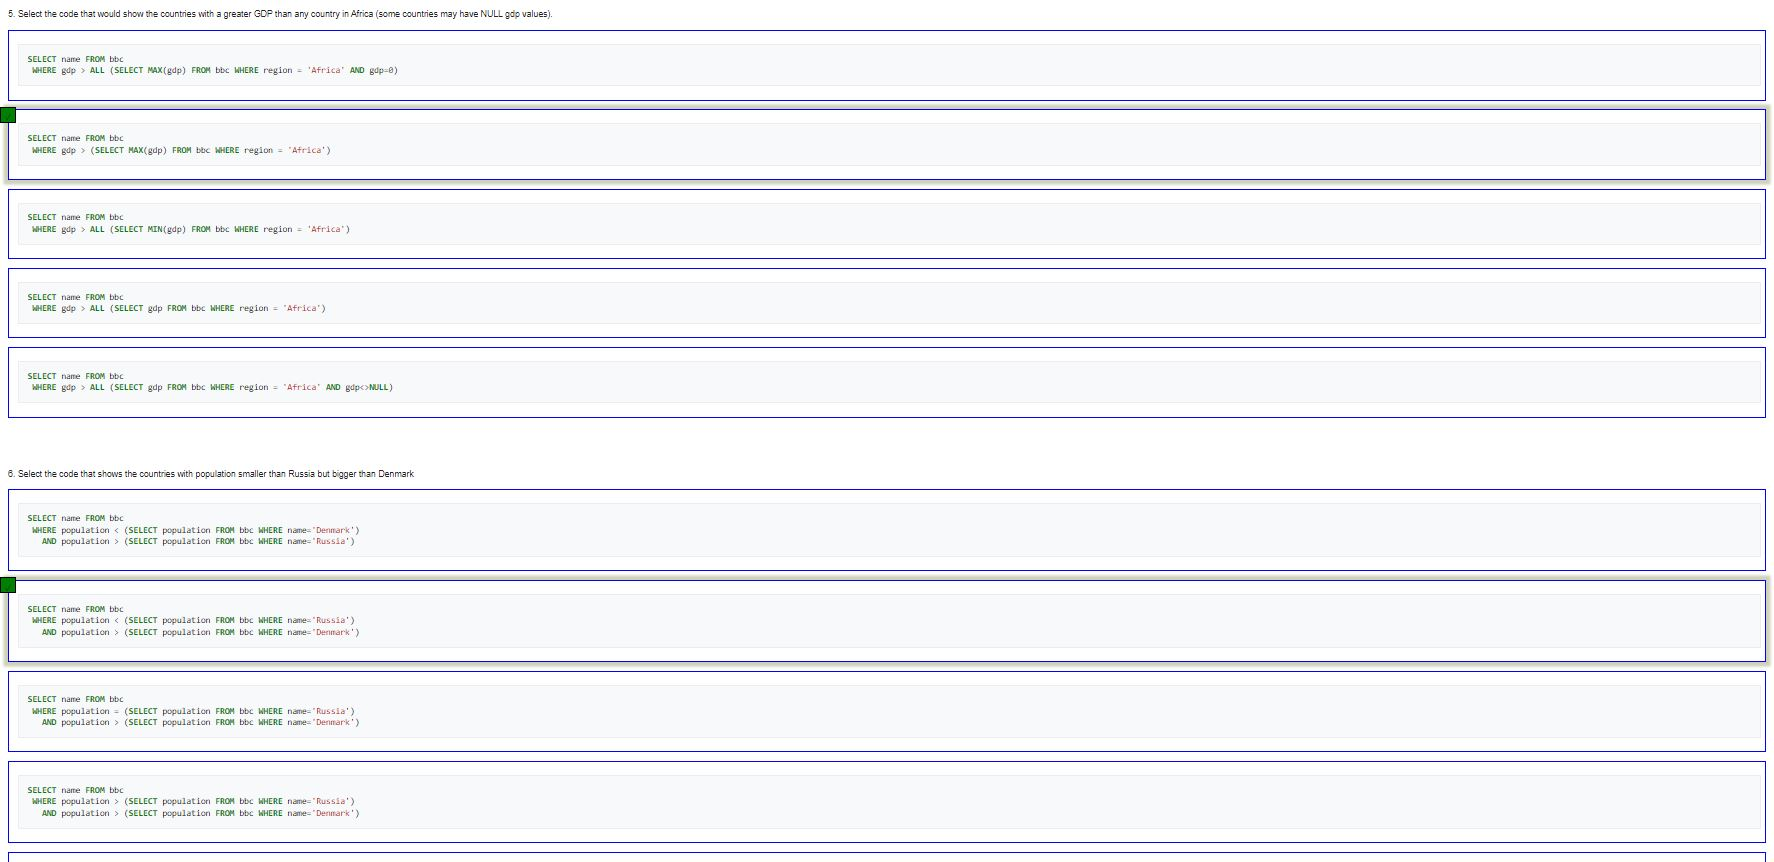 5. Select the code that would show the countries with a greater GDP than any country in Africa (some countries may have NULL gdp values).
SELECT name FROM bbc
WHERE gdp > ALL (SELECT MAX(gdp) FROM bbc WHERE region = 'Africa' AND gdp=0)
SELECT name FROM bbc
WHERE gdp > (SELECT MAX(gdp) FROM bbc WHERE region = 'Africa')
SELECT name FROM bbc
WHERE gdp > ALL (SELECT MIN(gdp) FROM bbc WHERE region = 'Africa')
SELECT name FROM bbc
WHERE gdp > ALL (SELECT gdp FROM bbc WHERE region = 'Africa')
SELECT name FROM bbc
WHERE gdp > ALL (SELECT gdp FROM bbc WHERE region = 'Africa' AND gdp<>NULL)
6. Select the code that shows the countries with population smaller than Russia but bigger than Denmark
SELECT name FROM bbc
WHERE population < (SELECT population FROM bbc WHERE name='Denmark')
AND population > (SELECT population FROM bbc WHERE name='Russia')
SELECT name FROM bbc
WHERE population < (SELECT population FROM bbc WHERE name='Russia')
AND population > (SELECT population FROM bbc WHERE name='Denmark')
SELECT name FROM bbc
WHERE population = (SELECT population FROM bbc WHERE name='Russia')
AND population > (SELECT population FROM bbc WHERE name='Denmark')
SELECT name FROM bbc
WHERE population > (SELECT population FROM bbc WHERE name='Russia')
AND population > (SELECT population FROM bbc WHERE name='Denmark')